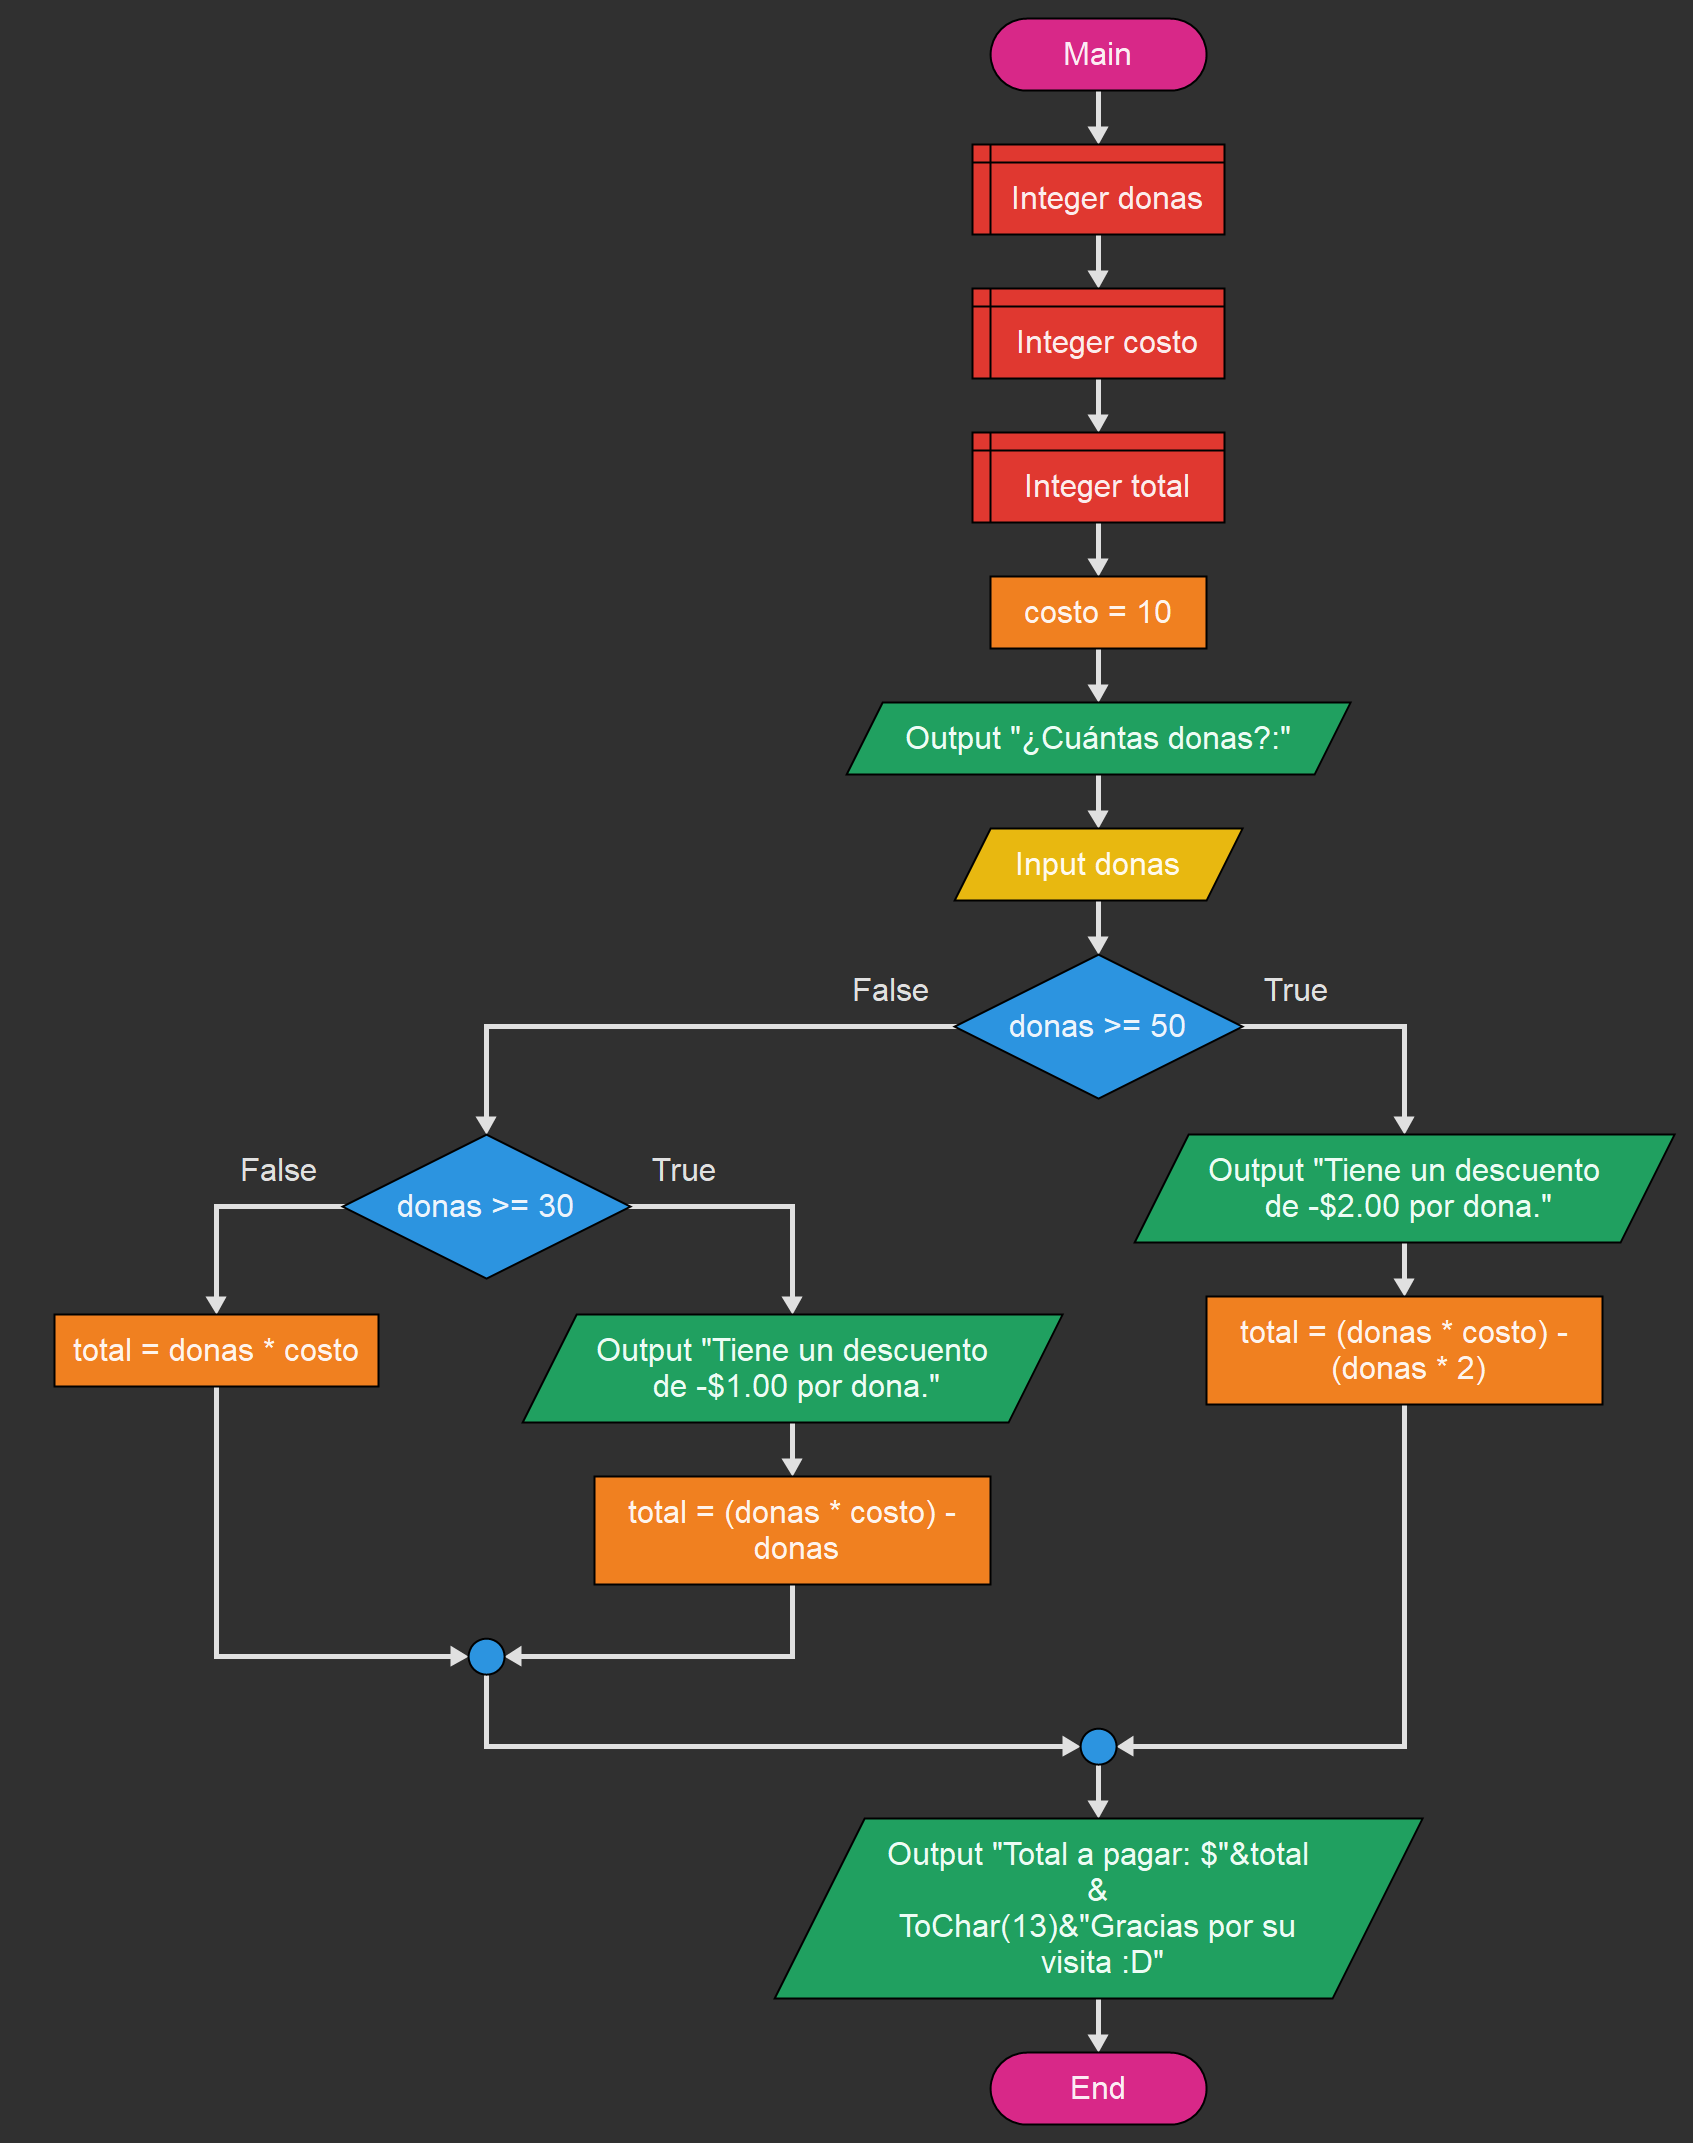 Main
Integer donas
Integer costo
Integer total
costo = 10
Output "¿Cuántas donas?:"
Input donas
False
True
donas >= 50
False
True
donas >= 30
Output "Tiene un descuento
de -$2.00 por dona."
total = donas * costo
Output "Tiene un descuento
de -$1.00 por dona."
total = (donas * costo) -
(donas * 2)
total = (donas * costo) -
donas
Output "Total a pagar: $"&total
&
ToChar(13)&"Gracias por su
visita :D"
End